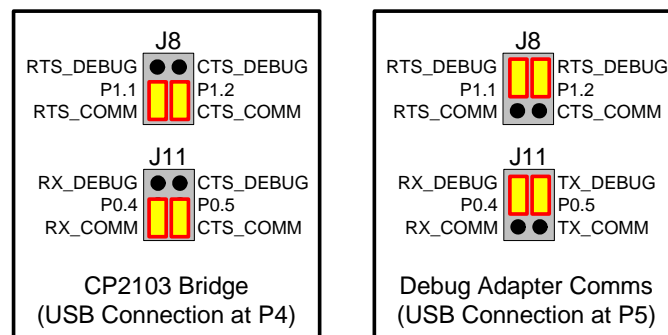 J8
RTS_DEBUG CTS_DEBUG
P1.1 P1.2
RTS_COMM CTS_COMM
J11
RX_DEBUG CTS_DEBUG
P0.4 P0.5
RX_COMM CTS_COMM
CP2103 Bridge
(USB Connection at P4)
J8
RTS_DEBUG RTS_DEBUG
P1.1 P1.2
RTS_COMM CTS_COMM
J11
RX_DEBUG TX_DEBUG
P0.4 P0.5
RX_COMM TX_COMM
Debug Adapter Comms
(USB Connection at P5)